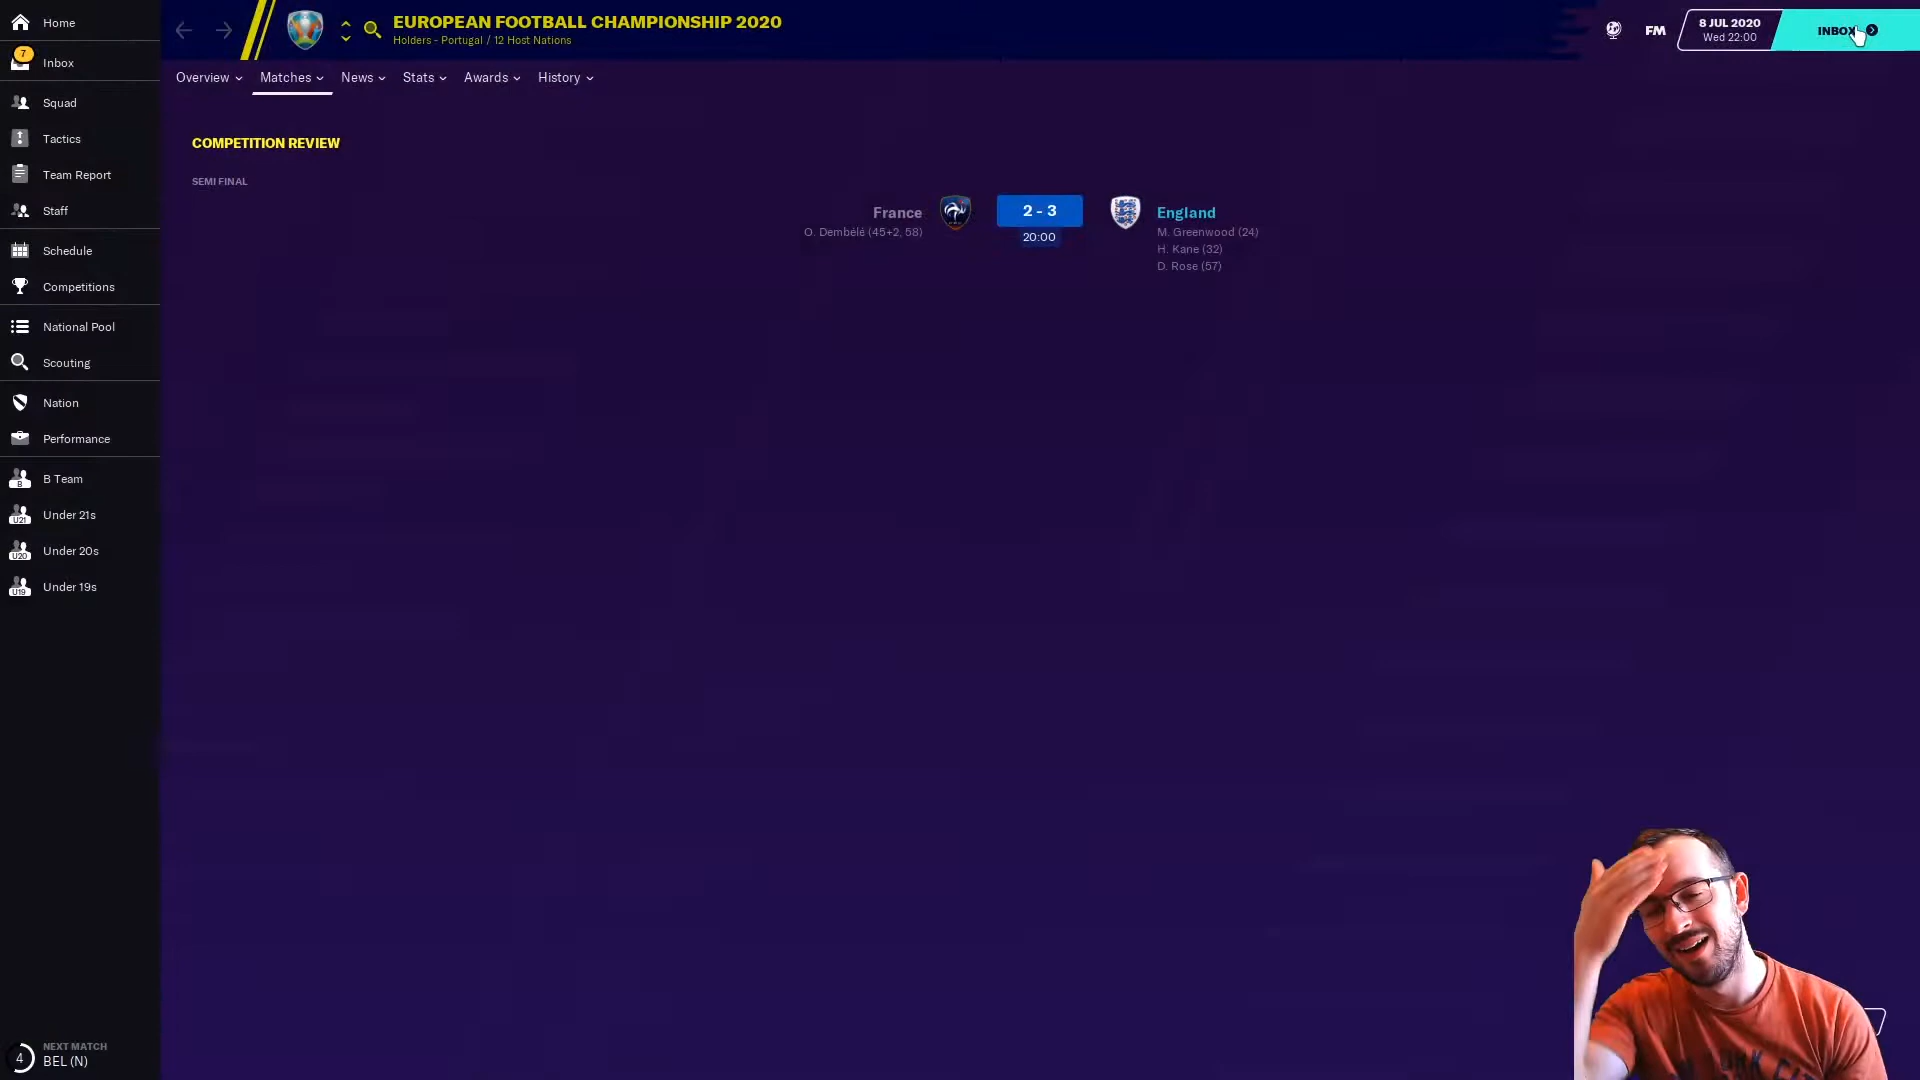 Home
7
Inbox
Squad
Tactics
Team Report
Staff
Schedule
Competitions
National Pool
Scouting
Nation
Performance
B
B Team
U21
Under 21s
U20
Under 20s
U19
Under 19s
4
NEXT MATCH
BEL (N)
EUROPEAN FOOTBALL CHAMPIONSHIP 2020
Holders - Portugal / 12 Host Nations
FM
8 JUL 2020
Wed 22:00
INBOX
Overview
Matches
News
Stats
Awards
History
COMPETITION REVIEW
SEMI FINAL
France
O. Dembélé (45+2, 58)
2 - 3
20:00
England
M. Greenwood (24)
H. Kane (32)
D. Rose (57)